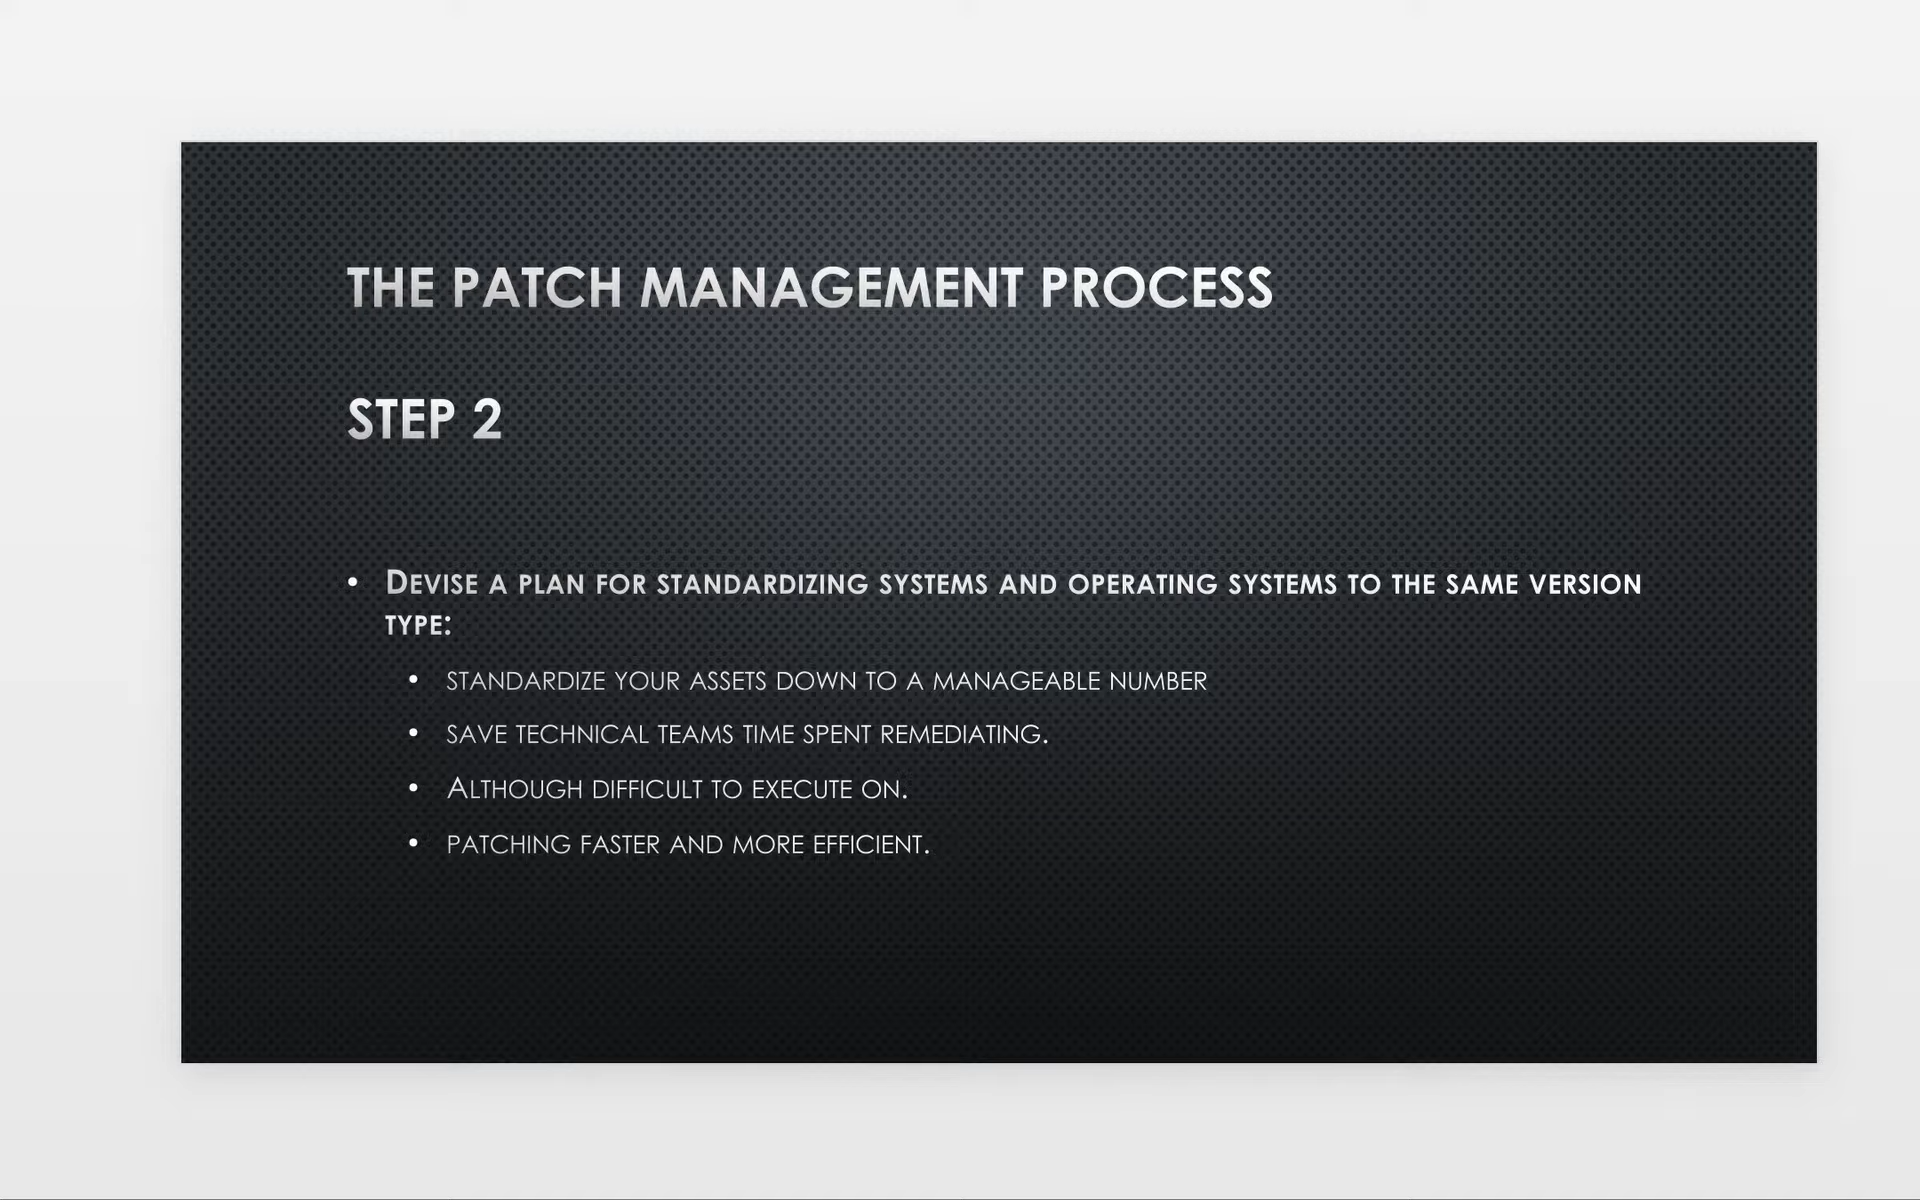 THE PATCH MANAGEMENT PROCESS
STEP 2
• DEVISE A PLAN FOR STANDARDIZING SYSTEMS AND OPERATING SYSTEMS TO THE SAME VERSION
TYPE:
• STANDARDIZE YOUR ASSETS DOWN TO A MANAGEABLE NUMBER
• SAVE TECHNICAL TEAMS TIME SPENT REMEDIATING.
• ALTHOUGH DIFFICULT TO EXECUTE ON.
• PATCHING FASTER AND MORE EFFICIENT.